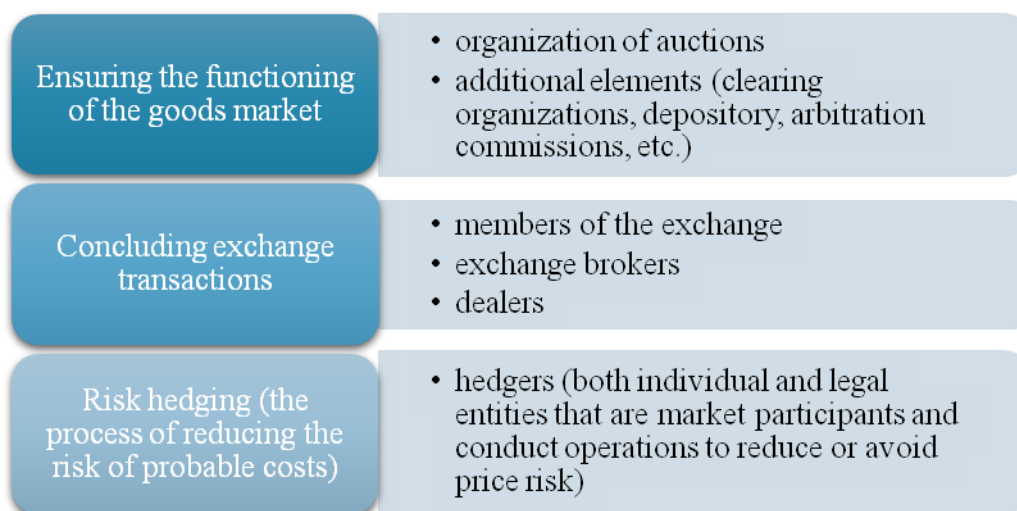 Ensuring the functioning
of the goods market
• organization of auctions
• additional elements (clearing
organizations, depository, arbitration
commissions, etc.)
Concluding exchange
transactions
• members of the exchange
• exchange brokers
• dealers
Risk hedging (the
process of reducing the
risk of probable costs)
• hedgers (both individual and legal
entities that are market participants and
conduct operations to reduce or avoid
price risk)